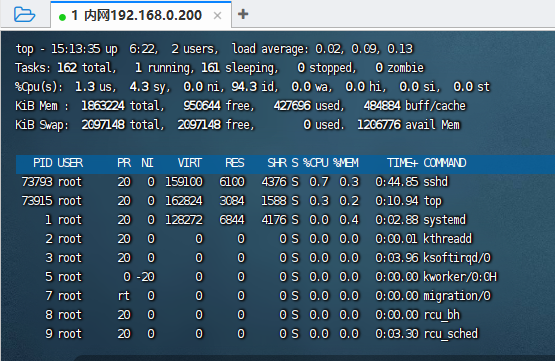 1 内网192.168.0.200 × +
top - 15:13:35 up  6:22,  2 users,  load average: 0.02, 0.09, 0.13
Tasks: 162 total,   1 running, 161 sleeping,   0 stopped,   0 zombie
%Cpu(s):  1.3 us,  4.3 sy,  0.0 ni, 94.3 id,  0.0 wa,  0.0 hi,  0.0 si,  0.0 st
KiB Mem :  1863224 total,   950644 free,   427696 used,   484884 buff/cache
KiB Swap:  2097148 total,  2097148 free,        0 used.  1206776 avail Mem
PID USER      PR  NI    VIRT    RES    SHR S %CPU %MEM     TIME+ COMMAND
73793 root      20   0  159100   6100   4376 S  0.7  0.3   0:44.85 sshd
73915 root      20   0  162824   3084   1588 S  0.3  0.2   0:10.94 top
1 root      20   0  128272   6844   4176 S  0.0  0.4   0:02.88 systemd
2 root      20   0       0      0      0 S  0.0  0.0   0:00.01 kthreadd
3 root      20   0       0      0      0 S  0.0  0.0   0:03.96 ksoftirqd/0
5 root       0 -20       0      0      0 S  0.0  0.0   0:00.00 kworker/0:0H
7 root      rt   0       0      0      0 S  0.0  0.0   0:00.00 migration/0
8 root      20   0       0      0      0 S  0.0  0.0   0:00.00 rcu_bh
9 root      20   0       0      0      0 S  0.0  0.0   0:03.30 rcu_sched